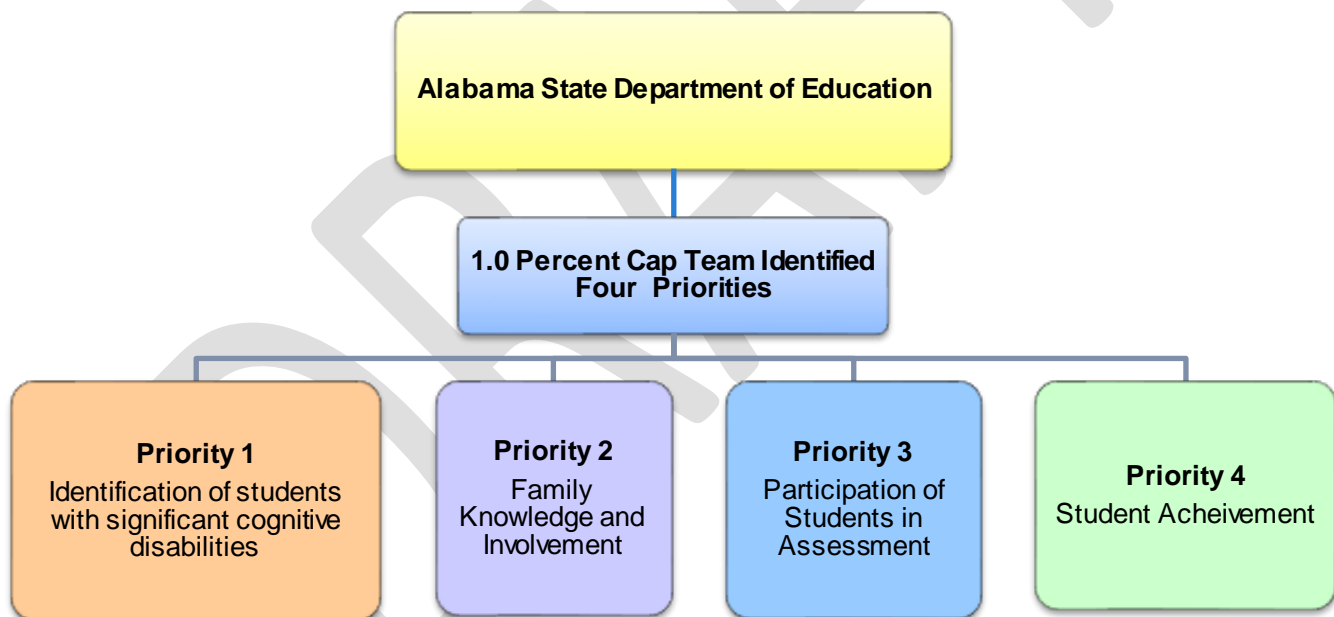 Alabama State Department of Education
1.0 Percent Cap Team Identified
Four Priorities
Priority 1
Identification of students
with significant cognitive
disabilities
Priority 2
Family
Knowledge and
Involvement
Priority 3
Participation of
Students in
Assessment
Priority 4
Student Acheivement